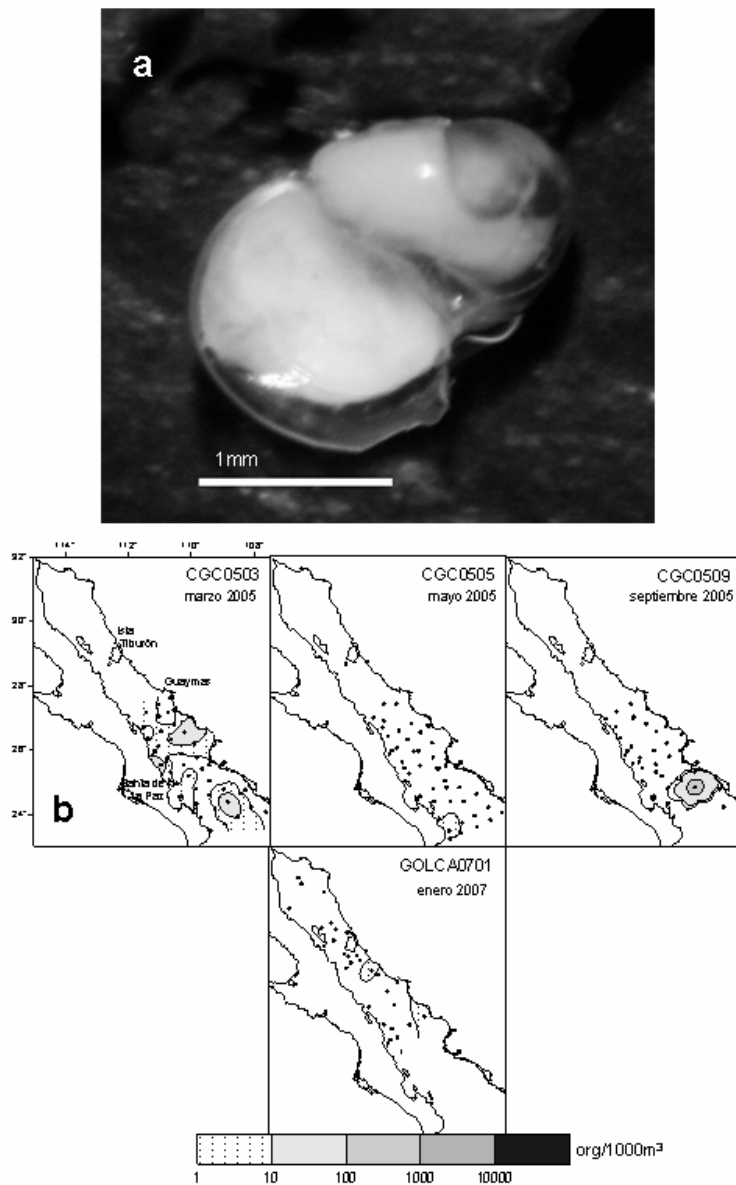 a
1mm
114° 112° 110° 108°
CGC0503
marzo 2005
CGC0505
mayo 2005
CGC0509
septiembre 2005
30°
28°
26°
24°
Isla
Tiburón
Guaymas
Bahía de
La Paz
b
GOLCA0701
enero 2007
org/1000m³
1 10 100 1000 10000